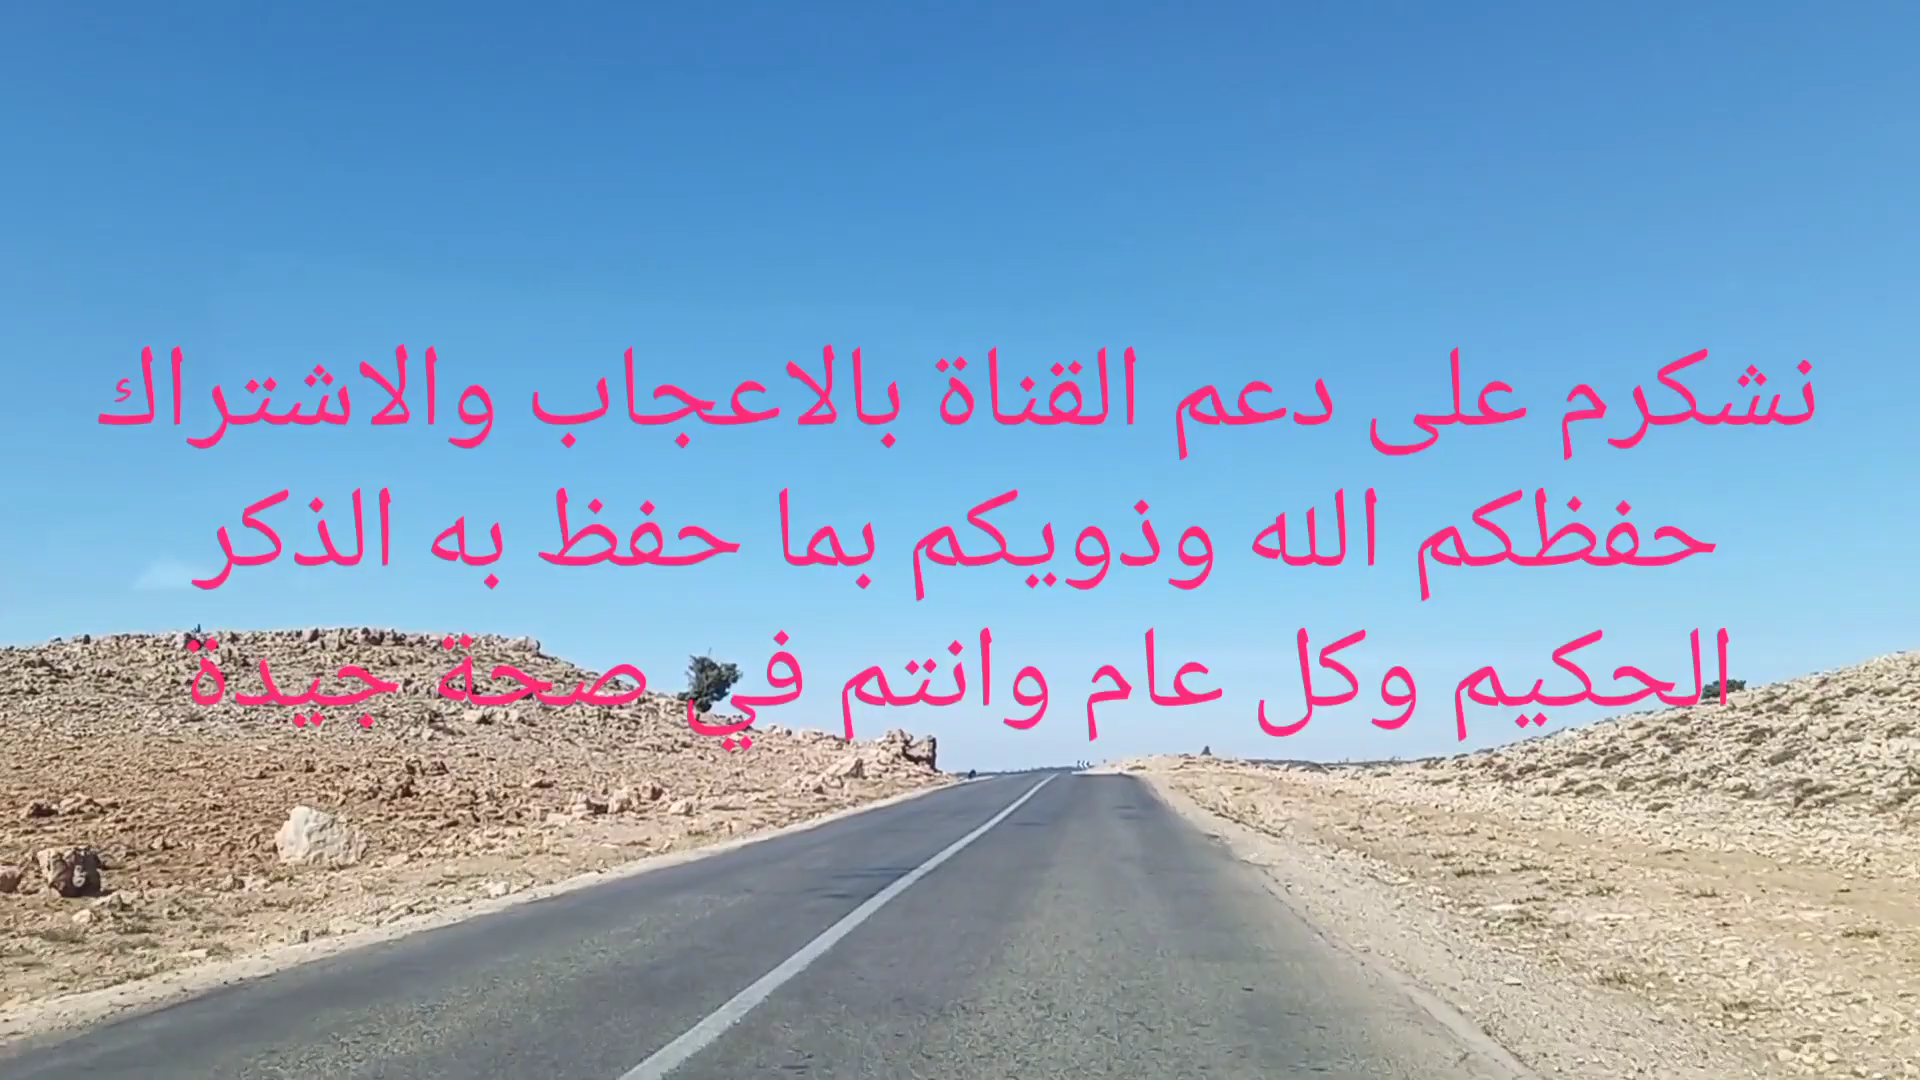 نشكرم على دعم القناة بالاعجاب والاشتراك
حفظكم الله وذويكم بما حفظ به الذكر
الحكيم وكل عام وانتم في صحة جيدة